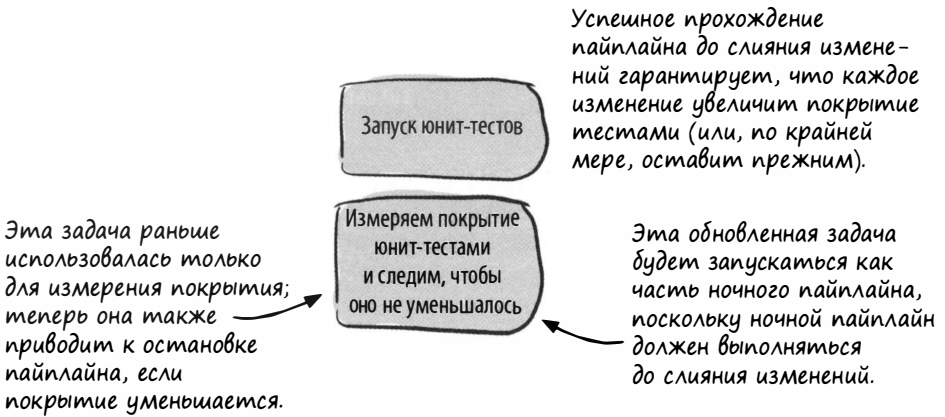 Успешное прохождение
пайплайна до слияния измене-
ний гарантирует, что каждое
изменение увеличит покрытие
тестами (или, по крайней
мере, оставит прежним).
Запуск юнит-тестов
Измеряем покрытие
юнит-тестами
и следим, чтобы
оно не уменьшалось
Эта задача раньше
использовалась только
для измерения покрытия;
теперь она также
приводит к остановке
пайплайна, если
покрытие уменьшается.
Эта обновленная задача
будет запускаться как
часть ночного пайплайна,
поскольку ночной пайплайн
должен выполняться
до слияния изменений.